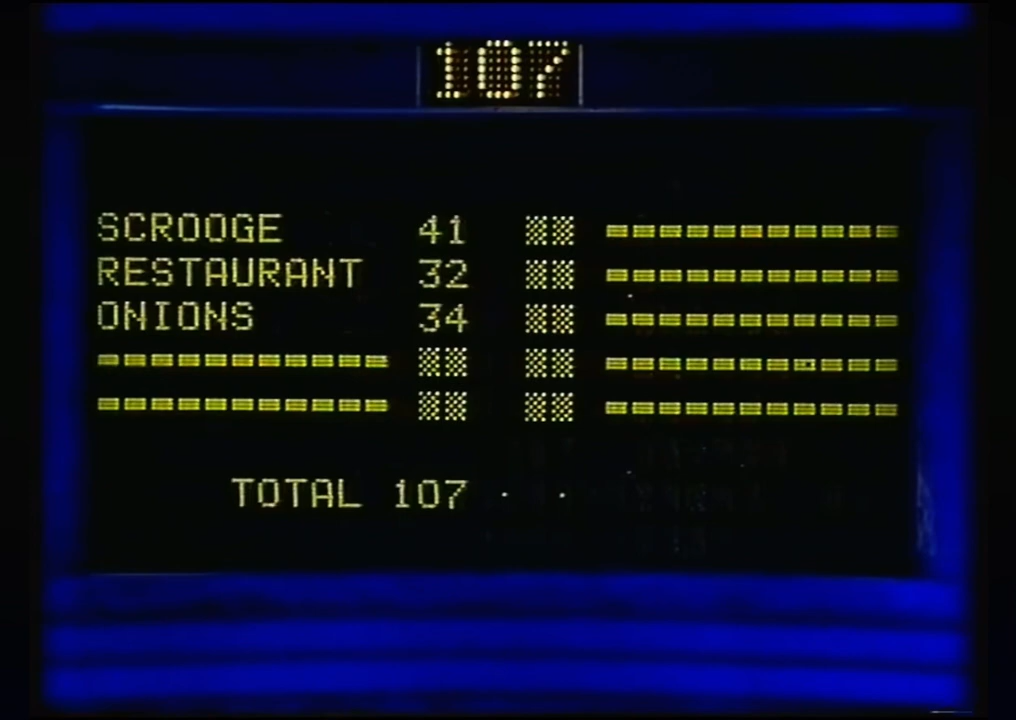 107
SCROOGE 41
RESTAURANT 32
ONIONS 34
TOTAL 107